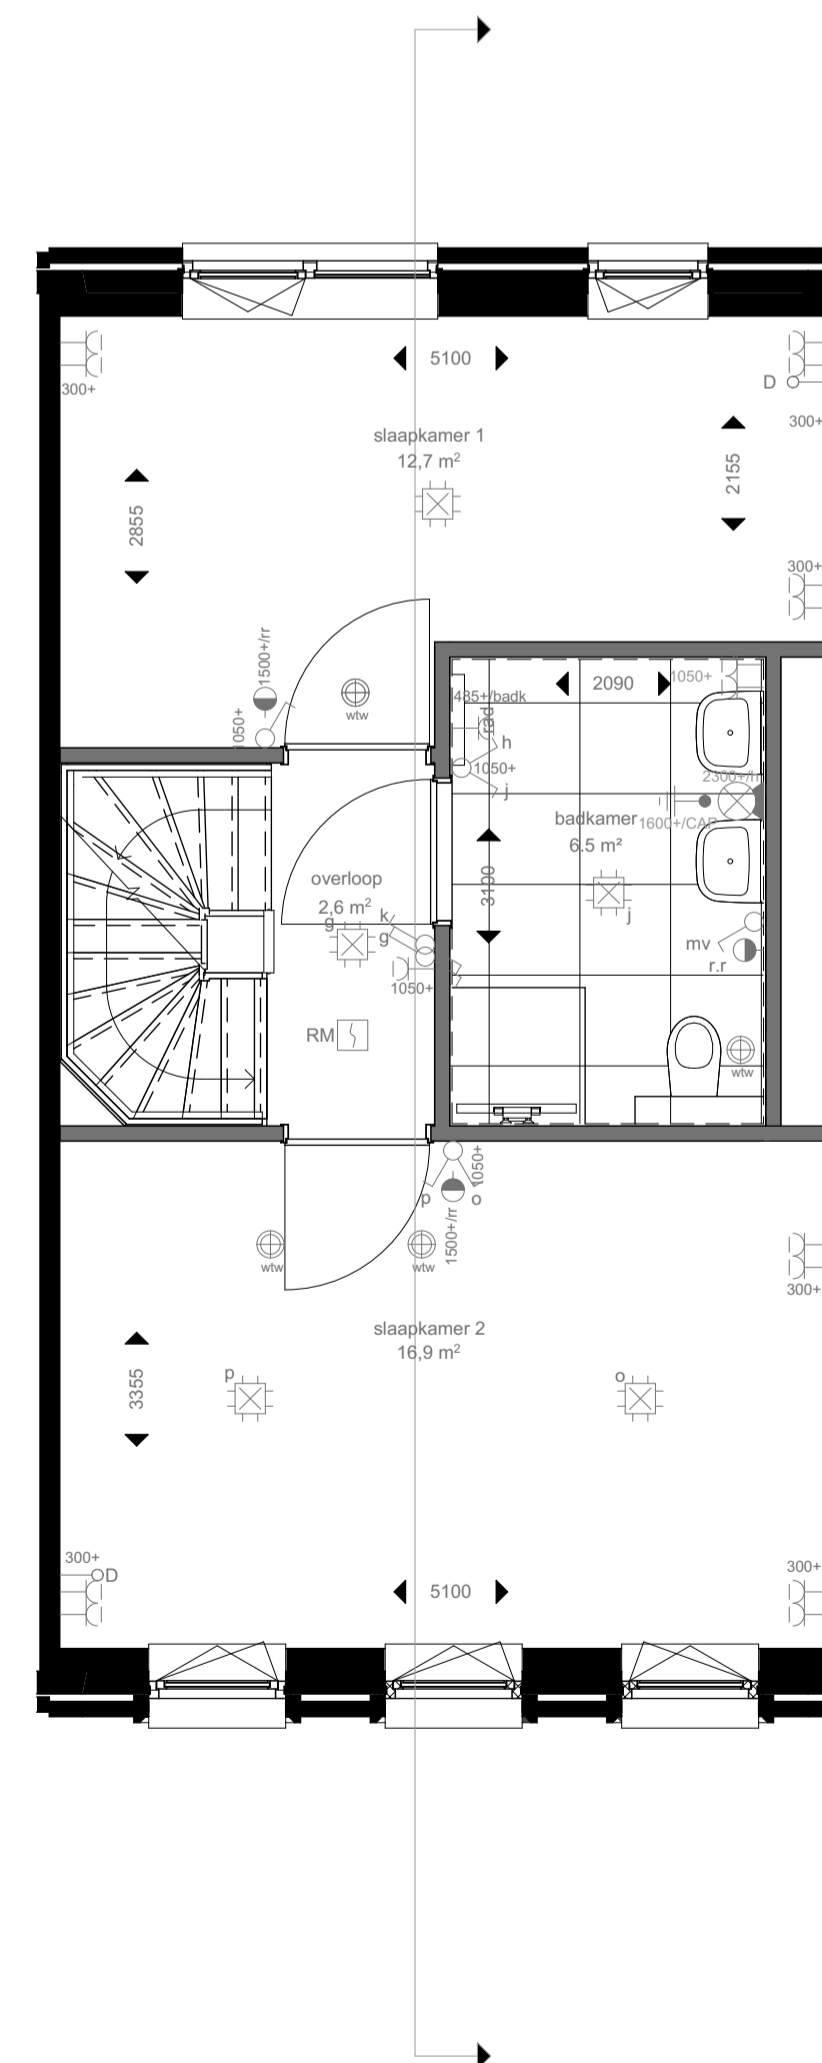 5100
300+
D
300+
slaapkamer 1
12,7 m²
2155
2855
300+
1500+/rr
1050+
wtw
2090
1050+
485+/badk
rad
h
1050+
j
2300+/h
badkamer
6.5 m²
1600+/CAP
3100
j
overloop
2,6 m²
g
k
g
1050+
mv
r.r
RM
wtw
1050+
p
o
1500+/rr
wtw
wtw
300+
slaapkamer 2
16,9 m²
3355
p
o
300+
D
300+
5100